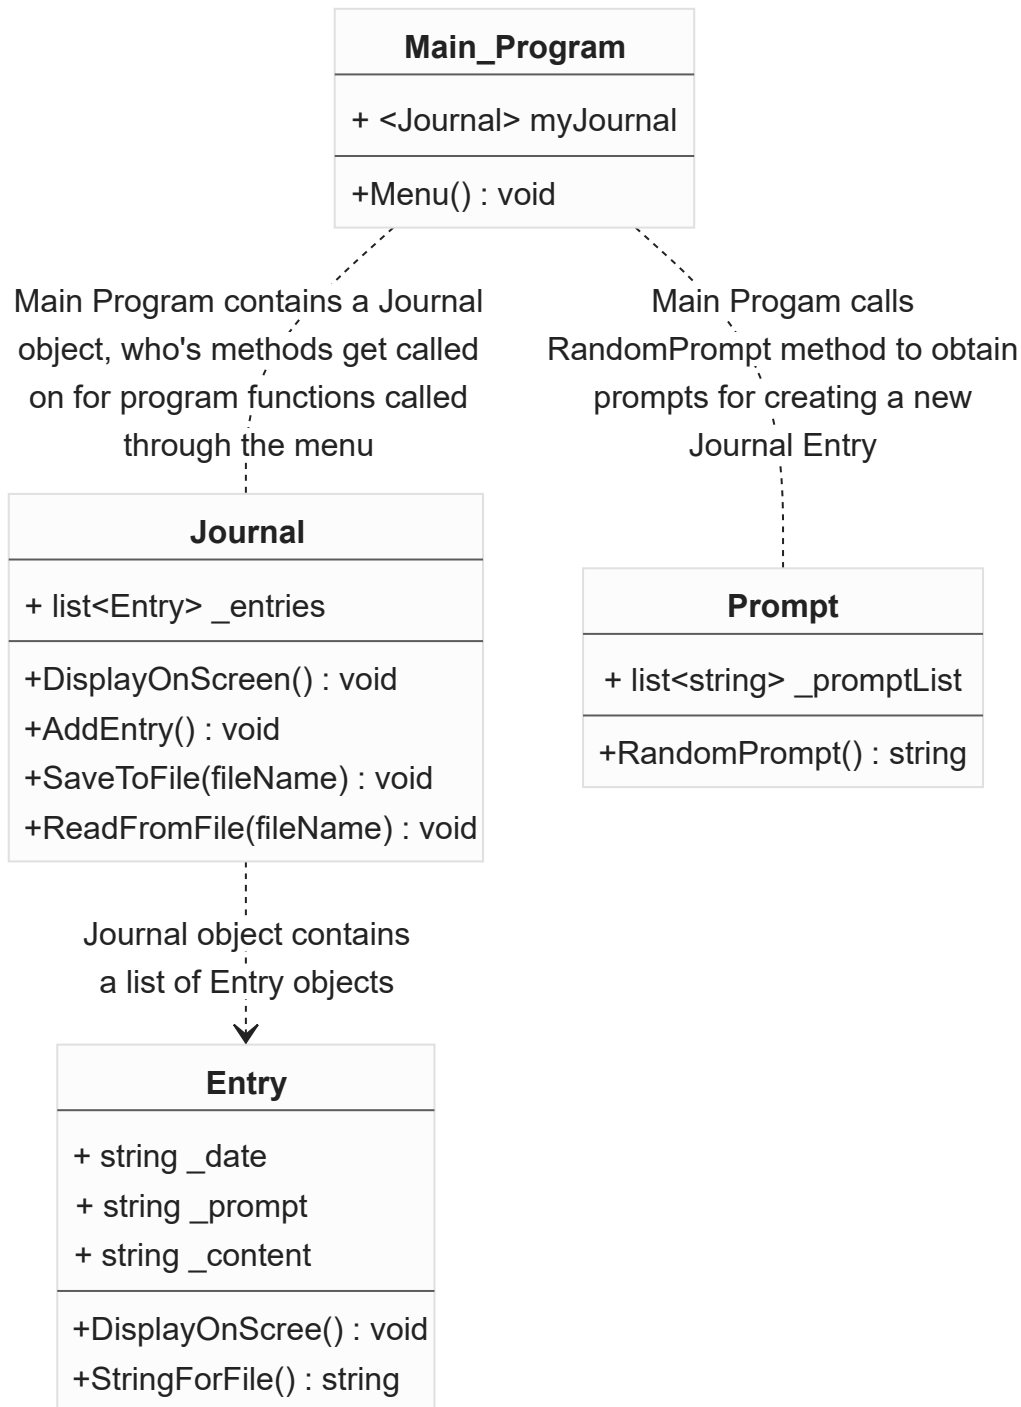 Main_Program
+ <Journal> myJournal
+Menu() : void
Main Program contains a Journal
object, who's methods get called
on for program functions called
through the menu
Main Progam calls
RandomPrompt method to obtain
prompts for creating a new
Journal Entry
Journal
+ list<Entry> _entries
+DisplayOnScreen() : void
+AddEntry() : void
+SaveToFile(fileName) : void
+ReadFromFile(fileName) : void
Prompt
+ list<string> _promptList
+RandomPrompt() : string
Journal object contains
a list of Entry objects
Entry
+ string _date
+ string _prompt
+ string _content
+DisplayOnScree() : void
+StringForFile() : string